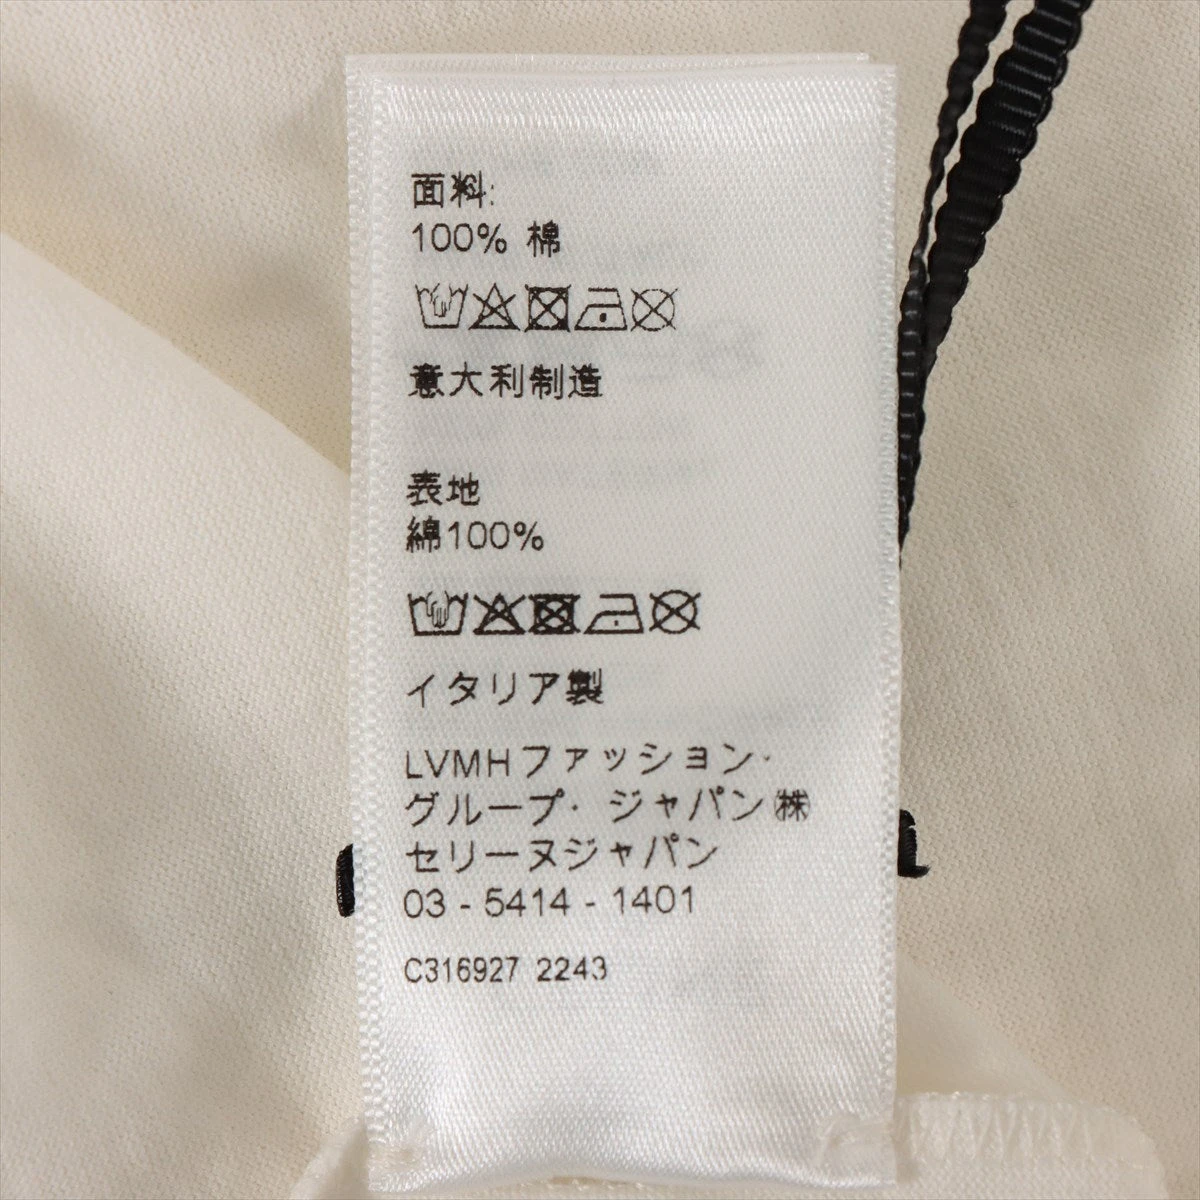 面料:
100% 棉
意大利制造
表地
綿100%
イタリア製
LVMHファッション・
グループ・ジャパン㈱
セリーヌジャパン
03 - 5414 - 1401
C316927 2243